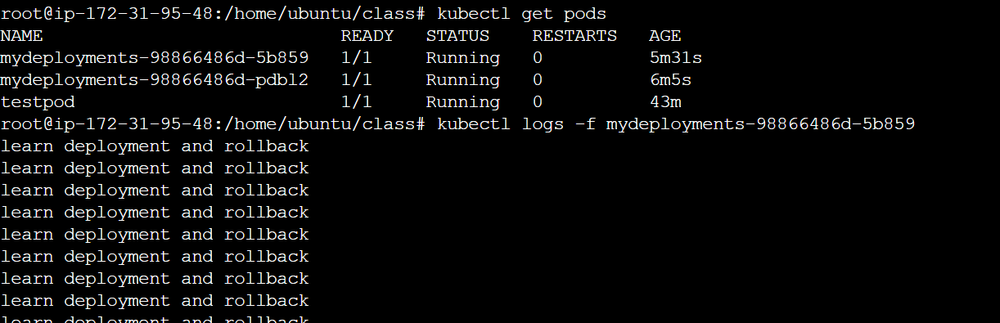 root@ip-172-31-95-48:/home/ubuntu/class# kubectl get pods
NAME                             READY   STATUS    RESTARTS   AGE
mydeployments-98866486d-5b859   1/1     Running   0          5m31s
mydeployments-98866486d-pdbl2   1/1     Running   0          6m5s
testpod                          1/1     Running   0          43m
root@ip-172-31-95-48:/home/ubuntu/class# kubectl logs -f mydeployments-98866486d-5b859
learn deployment and rollback
learn deployment and rollback
learn deployment and rollback
learn deployment and rollback
learn deployment and rollback
learn deployment and rollback
learn deployment and rollback
learn deployment and rollback
learn deployment and rollback